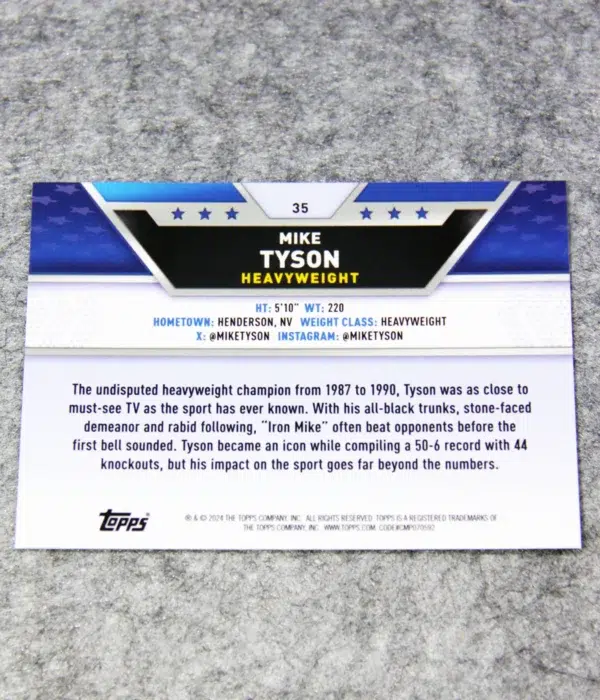 35
MIKE
TYSON
HEAVYWEIGHT
HT: 5'10" WT: 220
HOMETOWN: HENDERSON, NV WEIGHT CLASS: HEAVYWEIGHT
X: @MIKETYSON INSTAGRAM: @MIKETYSON
The undisputed heavyweight champion from 1987 to 1990, Tyson was as close to
must-see TV as the sport has ever known. With his all-black trunks, stone-faced
demeanor and rabid following, "Iron Mike" often beat opponents before the
first bell sounded. Tyson became an icon while compiling a 50-6 record with 44
knockouts, but his impact on the sport goes far beyond the numbers.
Topps®
® & © 2024 THE TOPPS COMPANY, INC. ALL RIGHTS RESERVED. TOPPS IS A REGISTERED TRADEMARKS OF
THE TOPPS COMPANY, INC. WWW.TOPPS.COM. CODE#CMP070592